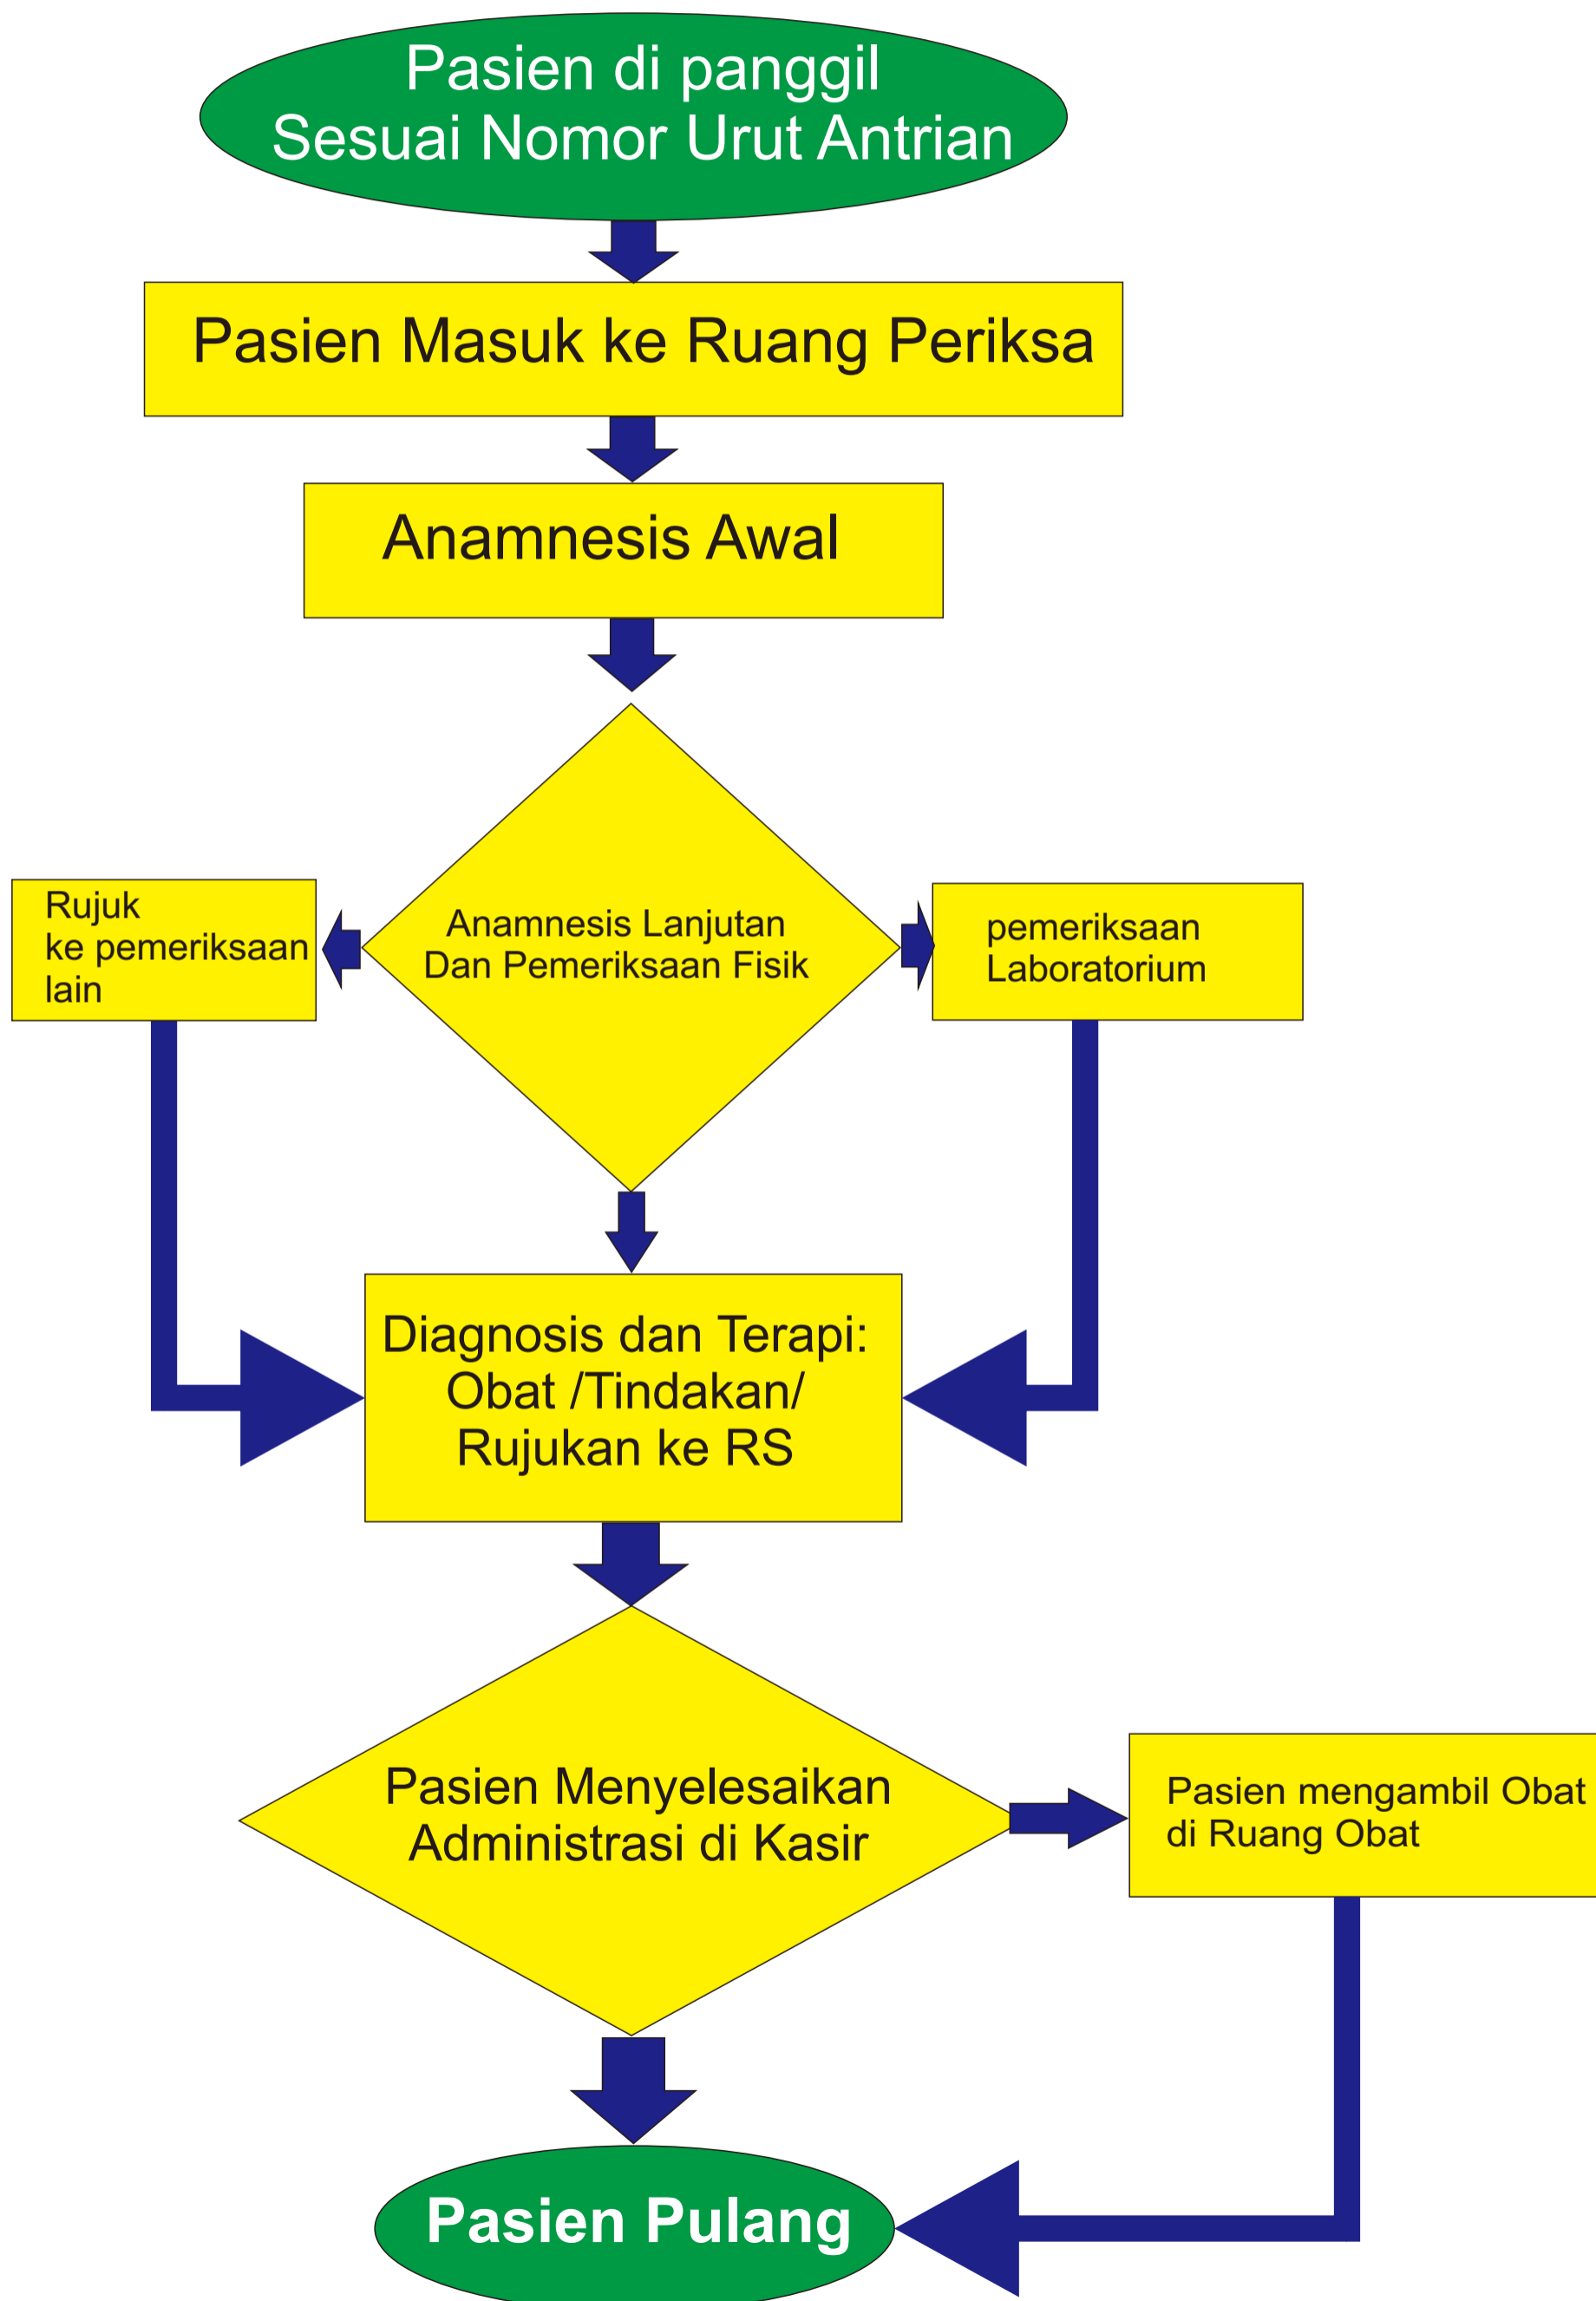 Pasien di panggil
Sesuai Nomor Urut Antrian
Pasien Masuk ke Ruang Periksa
Anamnesis Awal
Rujuk
ke pemeriksaan
lain
Anamnesis Lanjutan
Dan Pemeriksaan Fisik
pemeriksaan
Laboratorium
Diagnosis dan Terapi:
Obat /Tindakan/
Rujukan ke RS
Pasien Menyelesaikan
Administrasi di Kasir
Pasien mengambil Obat
di Ruang Obat
Pasien Pulang